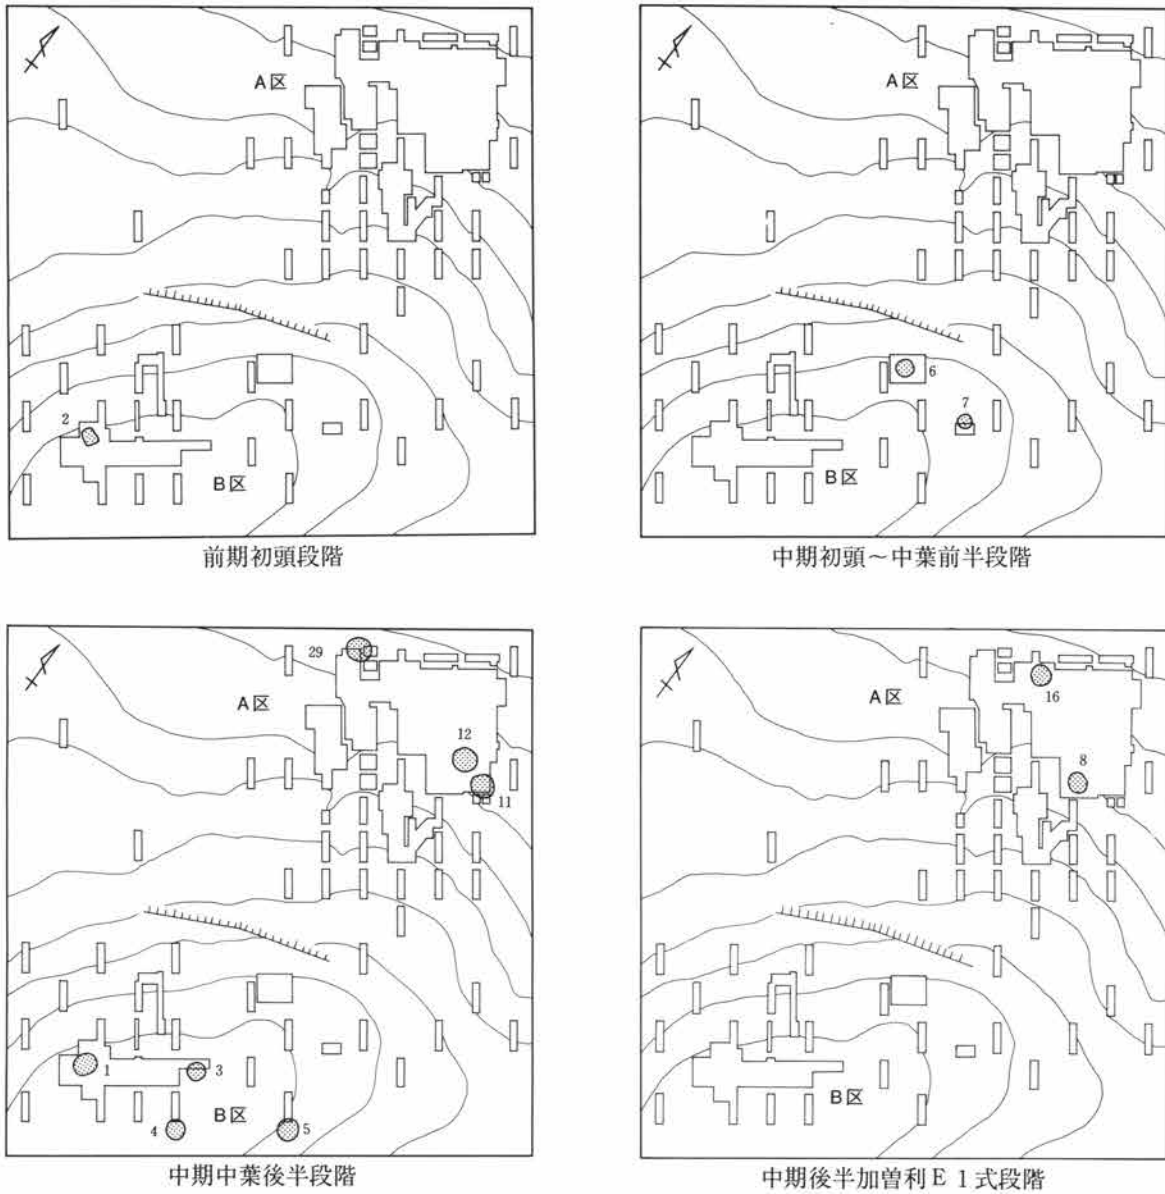 A区
2
B区
前期初頭段階
A区
6
7
B区
中期初頭～中葉前半段階
29
A区
12
11
1
3
B区
4
5
中期中葉後半段階
16
A区
8
B区
中期後半加曽利E1式段階